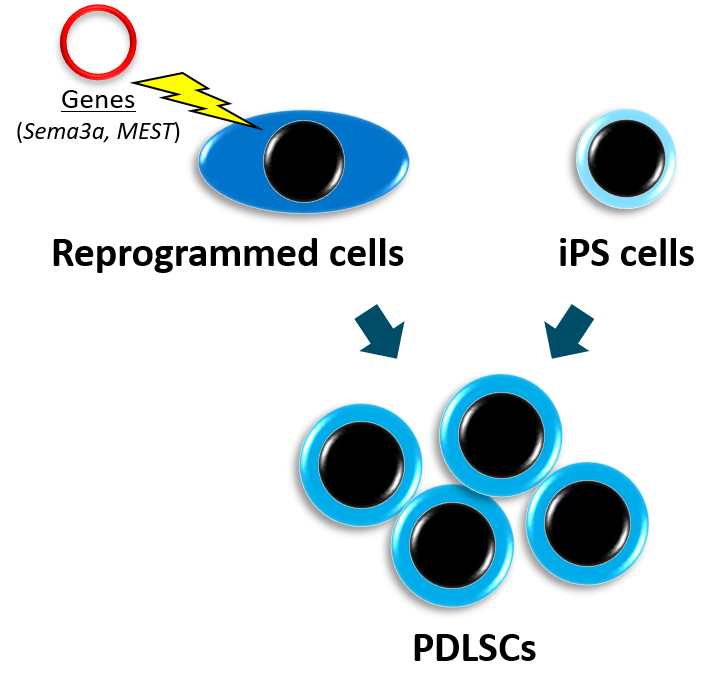 Genes
(Sema3a, MEST)
Reprogrammed cells
iPS cells
PDLSCs